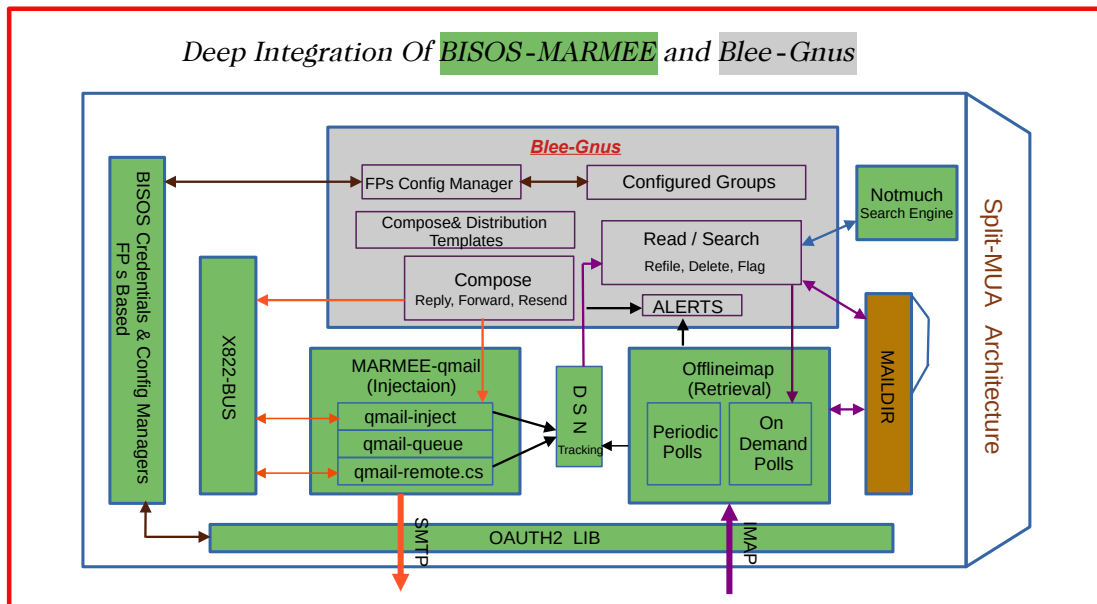 Deep Integration Of BISOS-MARMEE and Blee-Gnus
Blee-Gnus
FPs Config Manager
Configured Groups
Compose& Distribution
Templates
Read / Search
Refile, Delete, Flag
Compose
Reply, Forward, Resend
ALERTS
Notmuch
Search Engine
BISOS Credentials & Config Managers
FP s Based
X822-BUS
MARMEE-qmail
(Injectaion)
qmail-inject
qmail-queue
qmail-remote.cs
D S N
Tracking
Offlineimap
(Retrieval)
Periodic
Polls
On
Demand
Polls
MAILDIR
Split-MUA Architecture
OAUTH2 LIB
SMTP
IMAP